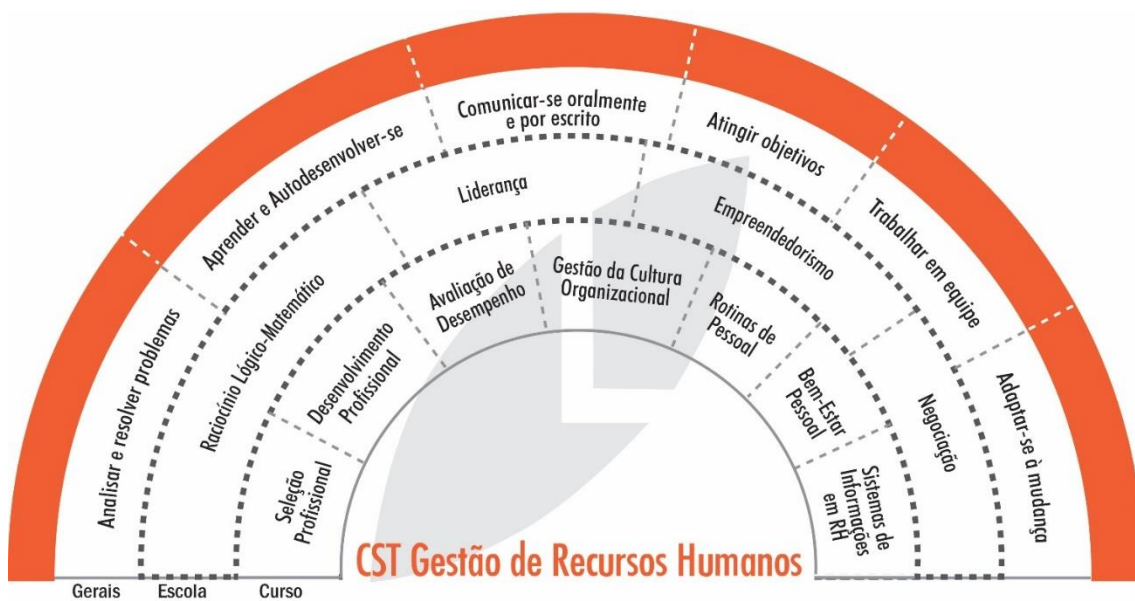 Analisar e resolver problemas
Aprender e Autodesenvolver-se
Comunicar-se oralmente
e por escrito
Atingir objetivos
Trabalhar em equipe
Adaptar-se à mudança
Raciocínio Lógico-Matemático
Liderança
Empreendedorismo
Negociação
Seleção
Profissional
Desenvolvimento
Profissional
Avaliação de
Desempenho
Gestão da Cultura
Organizacional
Rotinas de
Pessoal
Bem-Estar
Pessoal
Sistemas de
Informações
em RH
CST Gestão de Recursos Humanos
Gerais
Escola
Curso